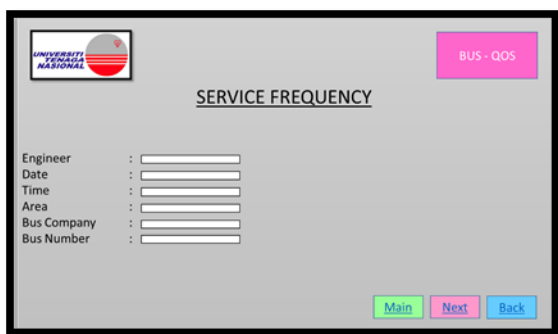 UNIVERSITI
TENAGA
NASIONAL
BUS - QOS
SERVICE FREQUENCY
Engineer :
Date :
Time :
Area :
Bus Company :
Bus Number :
Main Next Back